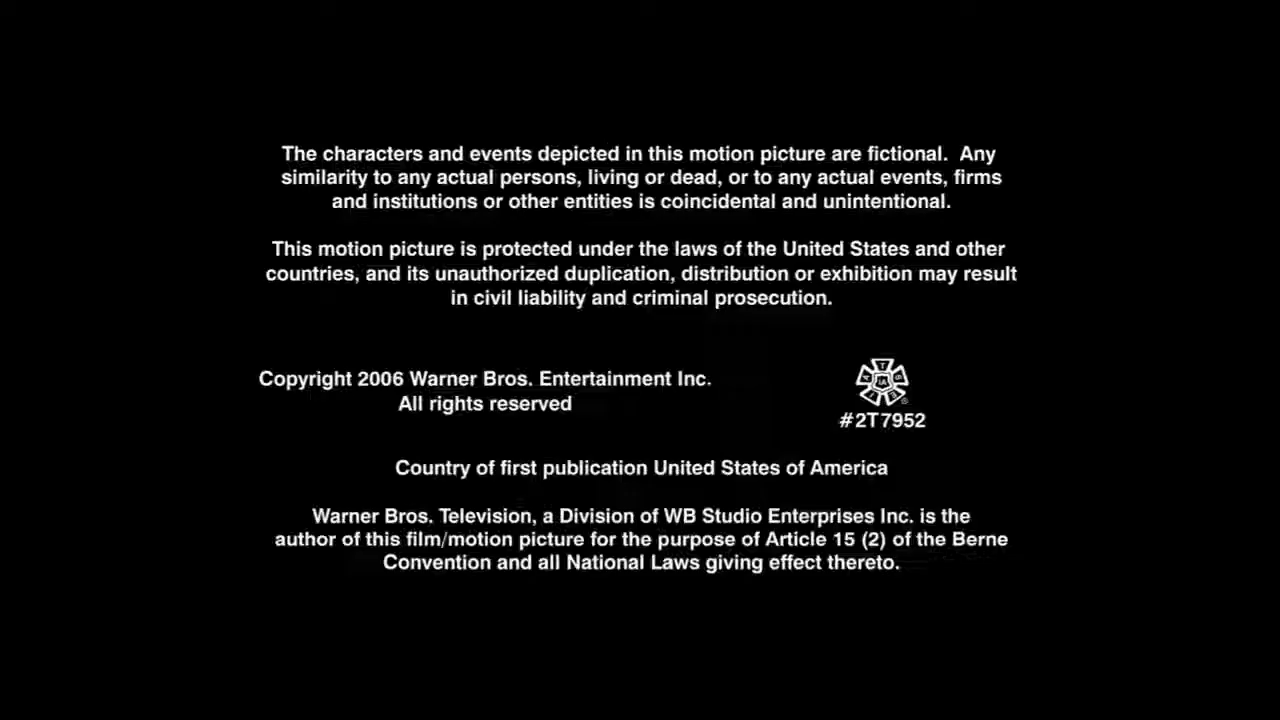 The characters and events depicted in this motion picture are fictional.  Any
similarity to any actual persons, living or dead, or to any actual events, firms
and institutions or other entities is coincidental and unintentional.
This motion picture is protected under the laws of the United States and other
countries, and its unauthorized duplication, distribution or exhibition may result
in civil liability and criminal prosecution.
Copyright 2006 Warner Bros. Entertainment Inc.
All rights reserved
IATSE
IA
®
#2T7952
Country of first publication United States of America
Warner Bros. Television, a Division of WB Studio Enterprises Inc. is the
author of this film/motion picture for the purpose of Article 15 (2) of the Berne
Convention and all National Laws giving effect thereto.